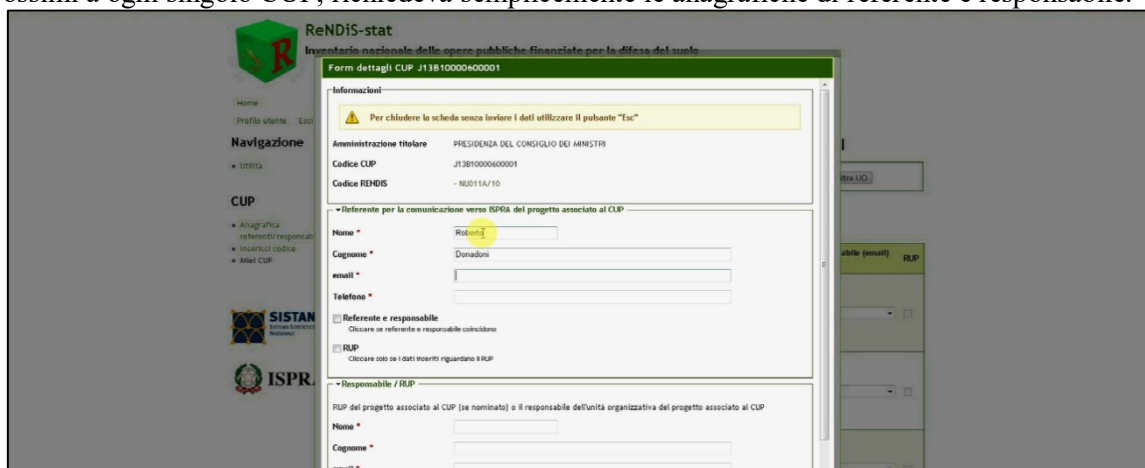 ossimi a ogni singolo CUP, richiedeva semplicemente le anagrafiche di referente e responsabile.
ReNDiS-stat
Inventario nazionale delle opere pubbliche finanziate per la difesa del suolo
Form dettagli CUP J13B10000600001
Informazioni
Per chiudere la scheda senza inviare i dati utilizzare il pulsante "Esc"
Home
Profilo utente Esci
Navigazione
Utilità
Amministrazione titolare PRESIDENZA DEL CONSIGLIO DEI MINISTRI
Codice CUP J13B10000600001
Codice RENDIS - NU011A/10
ltra UO
CUP
Anagrafica
referenti/responsab
Inserisci codice
Miei CUP
Referente per la comunicazione verso ISPRA del progetto associato al CUP
Nome * Roberto
Cognome * Donadoni
email *
Telefono *
abile (email) RUP
Referente e responsabile
Cliccare se referente e responsabile coincidono
RUP
Cliccare solo se i dati inseriti riguardano il RUP
SISTAN
Nazionale
ISPRA
Responsabile / RUP
RUP del progetto associato al CUP (se nominato) o il responsabile dell'unità organizzativa del progetto associato al CUP
Nome *
Cognome *
email *